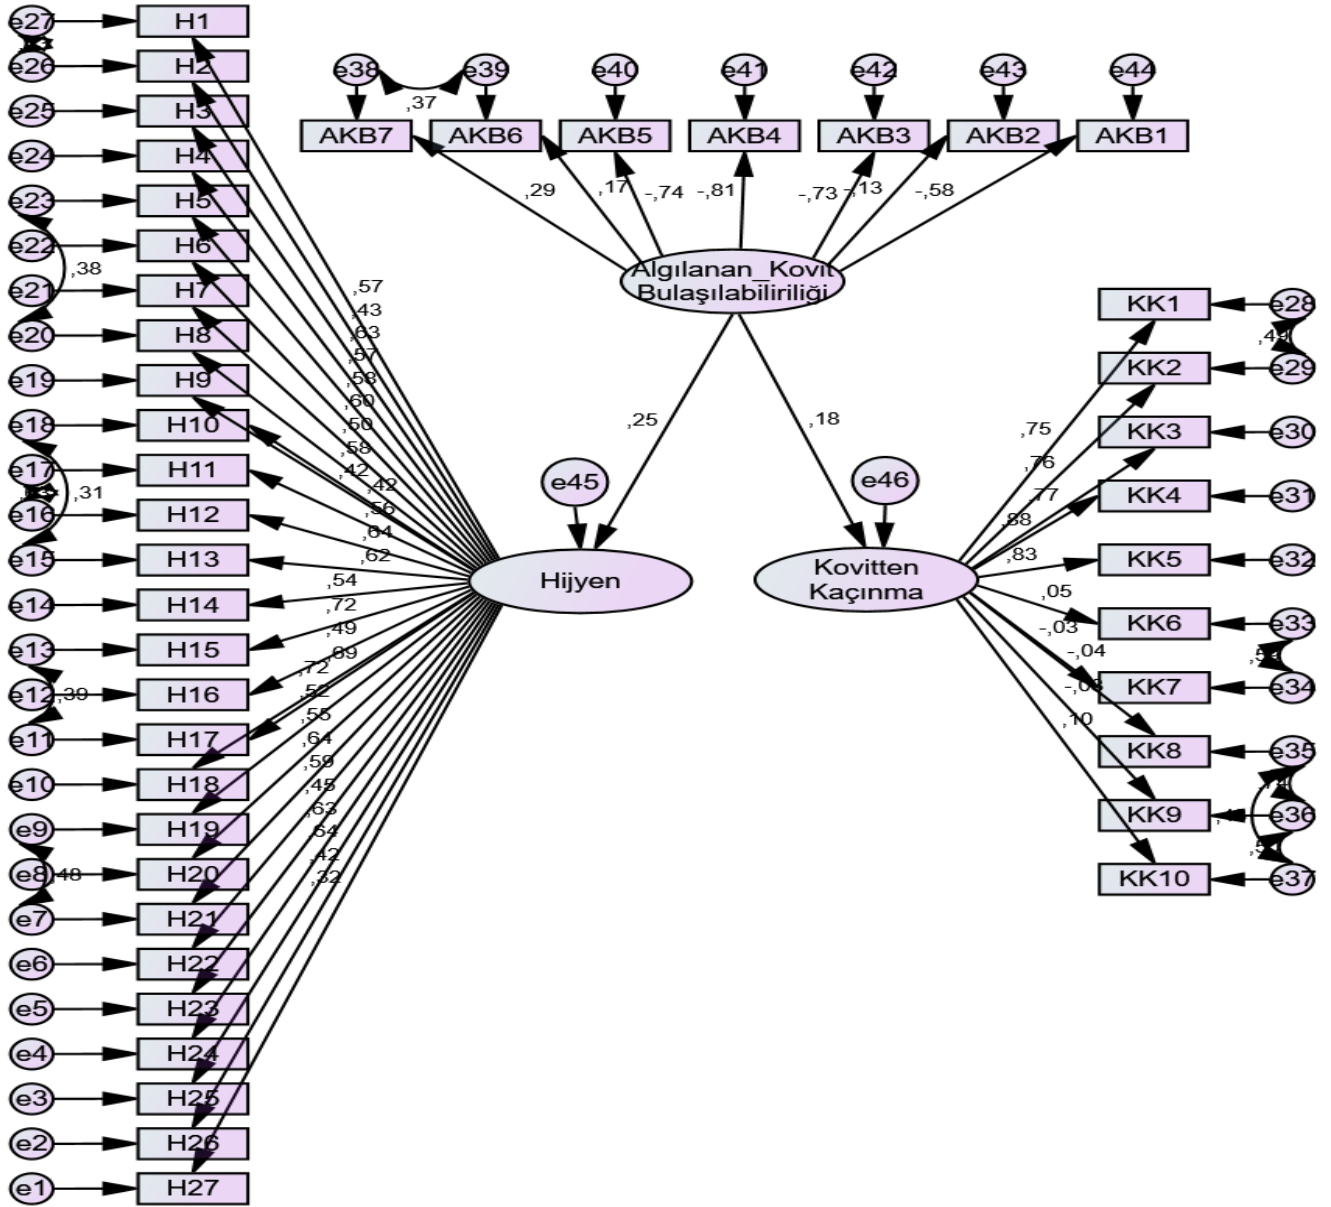 e27
H1
e26
H2
e25
H3
e24
H4
e23
H5
e22
H6
e21
H7
e20
H8
e19
H9
e18
H10
e17
H11
e16
H12
e15
H13
e14
H14
e13
H15
e12
H16
e11
H17
e10
H18
e9
H19
e8
H20
e7
H21
e6
H22
e5
H23
e4
H24
e3
H25
e2
H26
e1
H27
,38
,31
,39
,48
,57
,43
,63
,57
,58
,60
,50
,58
,42
,42
,56
,64
,62
,54
,72
,49
,72
,52
,55
,64
,59
,45
,63
,64
,42
,32
e38
e39
e40
e41
e42
e43
e44
,37
AKB7
AKB6
AKB5
AKB4
AKB3
AKB2
AKB1
,29
,17
-,74
-,81
-,73
-,58
Algılanan_Kovit
Bulaşılabiliriliği
,25
,18
e45
e46
Hijyen
Kovitten
Kaçınma
,75
,76
,77
,88
,83
,05
-,03
-,04
,10
KK1
e28
,49
KK2
e29
KK3
e30
KK4
e31
KK5
e32
KK6
e33
KK7
e34
KK8
e35
KK9
e36
KK10
e37